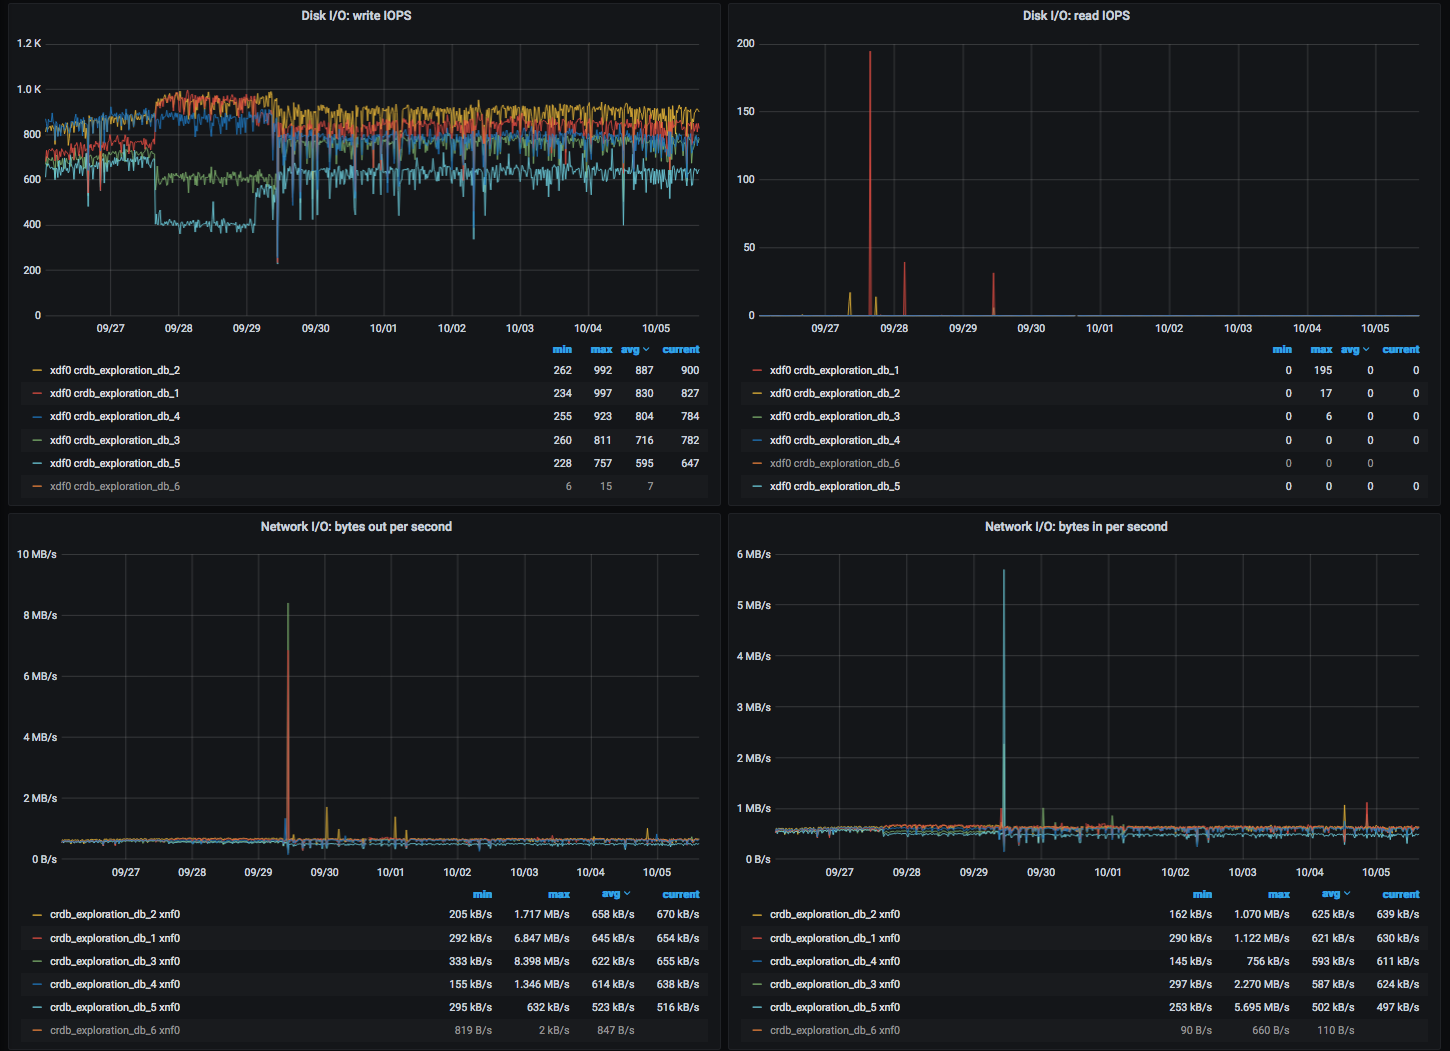 Disk I/O: write IOPS
1.2 K
1.0 K
800
600
400
200
0
09/27 09/28 09/29 09/30 10/01 10/02 10/03 10/04 10/05
min max avg current
xdf0 crdb_exploration_db_2 262 992 887 900
xdf0 crdb_exploration_db_1 234 997 830 827
xdf0 crdb_exploration_db_4 255 923 804 784
xdf0 crdb_exploration_db_3 260 811 716 782
xdf0 crdb_exploration_db_5 228 757 595 647
xdf0 crdb_exploration_db_6 6 15 7
Disk I/O: read IOPS
200
150
100
50
0
09/27 09/28 09/29 09/30 10/01 10/02 10/03 10/04 10/05
min max avg current
xdf0 crdb_exploration_db_1 0 195 0 0
xdf0 crdb_exploration_db_2 0 17 0 0
xdf0 crdb_exploration_db_3 0 6 0 0
xdf0 crdb_exploration_db_4 0 0 0 0
xdf0 crdb_exploration_db_6 0 0 0
xdf0 crdb_exploration_db_5 0 0 0 0
Network I/O: bytes out per second
10 MB/s
8 MB/s
6 MB/s
4 MB/s
2 MB/s
0 B/s
09/27 09/28 09/29 09/30 10/01 10/02 10/03 10/04 10/05
min max avg current
crdb_exploration_db_2 xnf0 205 kB/s 1.717 MB/s 658 kB/s 670 kB/s
crdb_exploration_db_1 xnf0 292 kB/s 6.847 MB/s 645 kB/s 654 kB/s
crdb_exploration_db_3 xnf0 333 kB/s 8.398 MB/s 622 kB/s 655 kB/s
crdb_exploration_db_4 xnf0 155 kB/s 1.346 MB/s 614 kB/s 638 kB/s
crdb_exploration_db_5 xnf0 295 kB/s 632 kB/s 523 kB/s 516 kB/s
crdb_exploration_db_6 xnf0 819 B/s 2 kB/s 847 B/s
Network I/O: bytes in per second
6 MB/s
5 MB/s
4 MB/s
3 MB/s
2 MB/s
1 MB/s
0 B/s
09/27 09/28 09/29 09/30 10/01 10/02 10/03 10/04 10/05
min max avg current
crdb_exploration_db_2 xnf0 162 kB/s 1.070 MB/s 625 kB/s 639 kB/s
crdb_exploration_db_1 xnf0 290 kB/s 1.122 MB/s 621 kB/s 630 kB/s
crdb_exploration_db_4 xnf0 145 kB/s 756 kB/s 593 kB/s 611 kB/s
crdb_exploration_db_3 xnf0 297 kB/s 2.270 MB/s 587 kB/s 624 kB/s
crdb_exploration_db_5 xnf0 253 kB/s 5.695 MB/s 502 kB/s 497 kB/s
crdb_exploration_db_6 xnf0 90 B/s 660 B/s 110 B/s